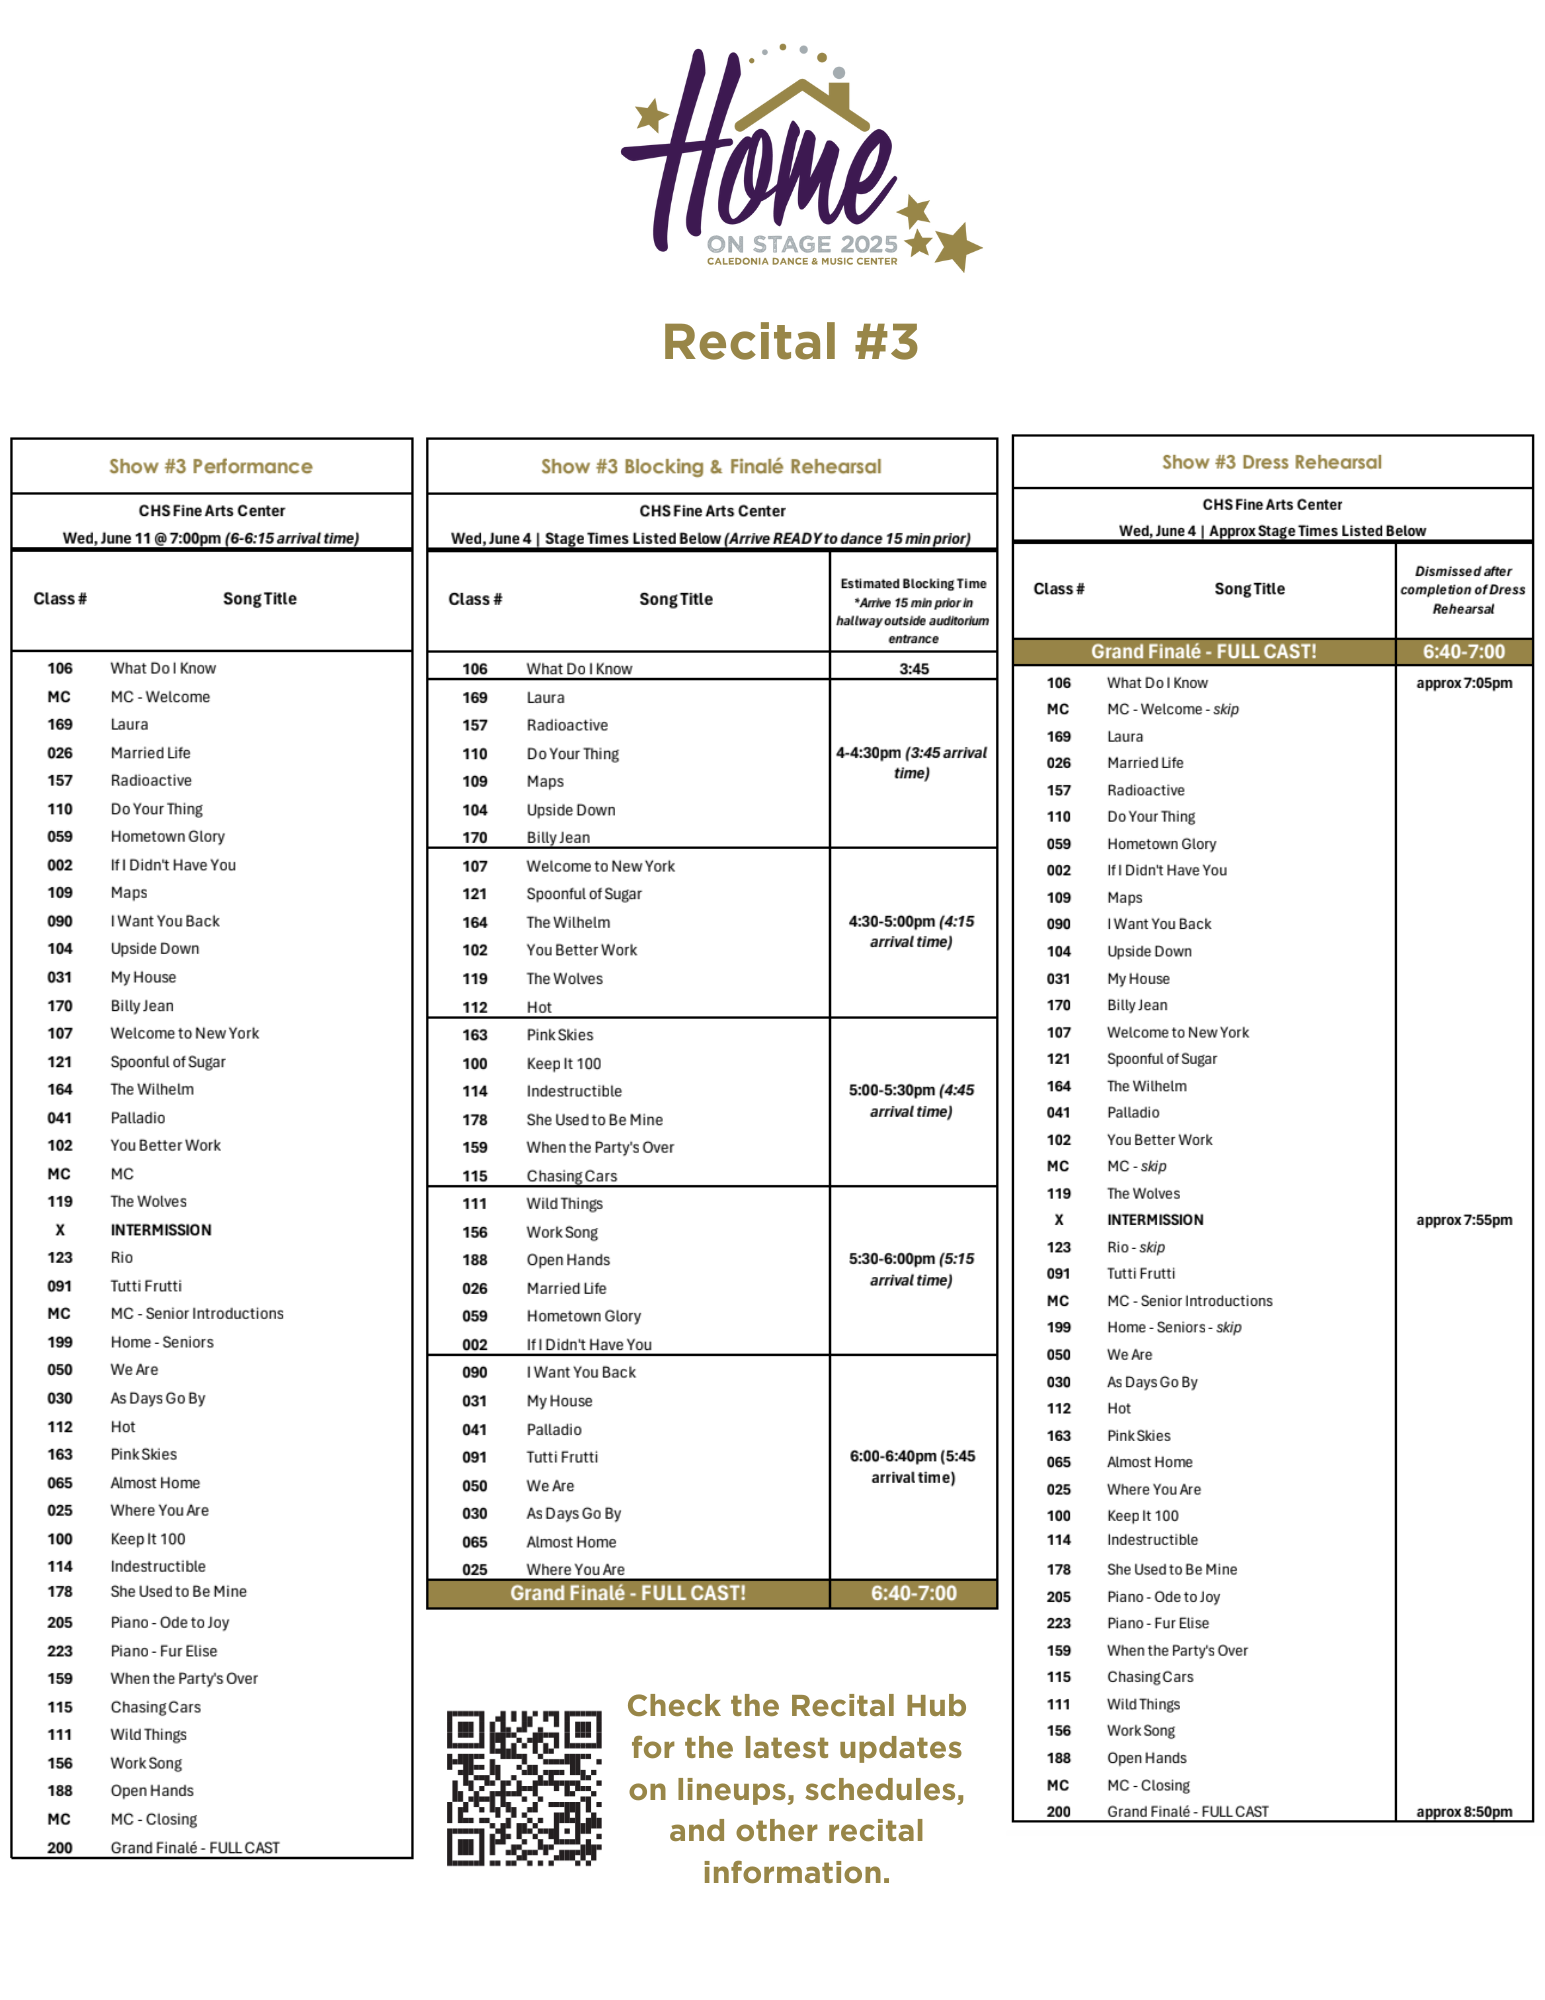 Home
ON STAGE 2025
CALEDONIA DANCE & MUSIC CENTER
Recital #3
Show #3 Performance
CHS Fine Arts Center
Wed, June 11 @ 7:00pm (6-6:15 arrival time)
Class # Song Title
106 What Do I Know
MC MC - Welcome
169 Laura
026 Married Life
157 Radioactive
110 Do Your Thing
059 Hometown Glory
002 If I Didn't Have You
109 Maps
090 I Want You Back
104 Upside Down
031 My House
170 Billy Jean
107 Welcome to New York
121 Spoonful of Sugar
164 The Wilhelm
041 Palladio
102 You Better Work
MC MC
119 The Wolves
X INTERMISSION
123 Rio
091 Tutti Frutti
MC MC - Senior Introductions
199 Home - Seniors
050 We Are
030 As Days Go By
112 Hot
163 Pink Skies
065 Almost Home
025 Where You Are
100 Keep It 100
114 Indestructible
178 She Used to Be Mine
205 Piano - Ode to Joy
223 Piano - Fur Elise
159 When the Party's Over
115 Chasing Cars
111 Wild Things
156 Work Song
188 Open Hands
MC MC - Closing
200 Grand Finalé - FULL CAST
Show #3 Blocking & Finalé Rehearsal
CHS Fine Arts Center
Wed, June 4 | Stage Times Listed Below (Arrive READY to dance 15 min prior)
Class # Song Title
Estimated Blocking Time
*Arrive 15 min prior in
hallway outside auditorium
entrance
106 What Do I Know 3:45
169 Laura
157 Radioactive
110 Do Your Thing
109 Maps
104 Upside Down
170 Billy Jean
4-4:30pm (3:45 arrival
time)
107 Welcome to New York
121 Spoonful of Sugar
164 The Wilhelm
102 You Better Work
119 The Wolves
112 Hot
4:30-5:00pm (4:15
arrival time)
163 Pink Skies
100 Keep It 100
114 Indestructible
178 She Used to Be Mine
159 When the Party's Over
115 Chasing Cars
5:00-5:30pm (4:45
arrival time)
111 Wild Things
156 Work Song
188 Open Hands
026 Married Life
059 Hometown Glory
002 If I Didn't Have You
5:30-6:00pm (5:15
arrival time)
090 I Want You Back
031 My House
041 Palladio
091 Tutti Frutti
050 We Are
030 As Days Go By
065 Almost Home
025 Where You Are
6:00-6:40pm (5:45
arrival time)
Grand Finalé - FULL CAST! 6:40-7:00
Check the Recital Hub
for the latest updates
on lineups, schedules,
and other recital
information.
Show #3 Dress Rehearsal
CHS Fine Arts Center
Wed, June 4 | Approx Stage Times Listed Below
Class # Song Title
Dismissed after
completion of Dress
Rehearsal
Grand Finalé - FULL CAST! 6:40-7:00
106 What Do I Know approx 7:05pm
MC MC - Welcome - skip
169 Laura
026 Married Life
157 Radioactive
110 Do Your Thing
059 Hometown Glory
002 If I Didn't Have You
109 Maps
090 I Want You Back
104 Upside Down
031 My House
170 Billy Jean
107 Welcome to New York
121 Spoonful of Sugar
164 The Wilhelm
041 Palladio
102 You Better Work
MC MC - skip
119 The Wolves
X INTERMISSION approx 7:55pm
123 Rio - skip
091 Tutti Frutti
MC MC - Senior Introductions
199 Home - Seniors - skip
050 We Are
030 As Days Go By
112 Hot
163 Pink Skies
065 Almost Home
025 Where You Are
100 Keep It 100
114 Indestructible
178 She Used to Be Mine
205 Piano - Ode to Joy
223 Piano - Fur Elise
159 When the Party's Over
115 Chasing Cars
111 Wild Things
156 Work Song
188 Open Hands
MC MC - Closing
200 Grand Finalé - FULL CAST approx 8:50pm